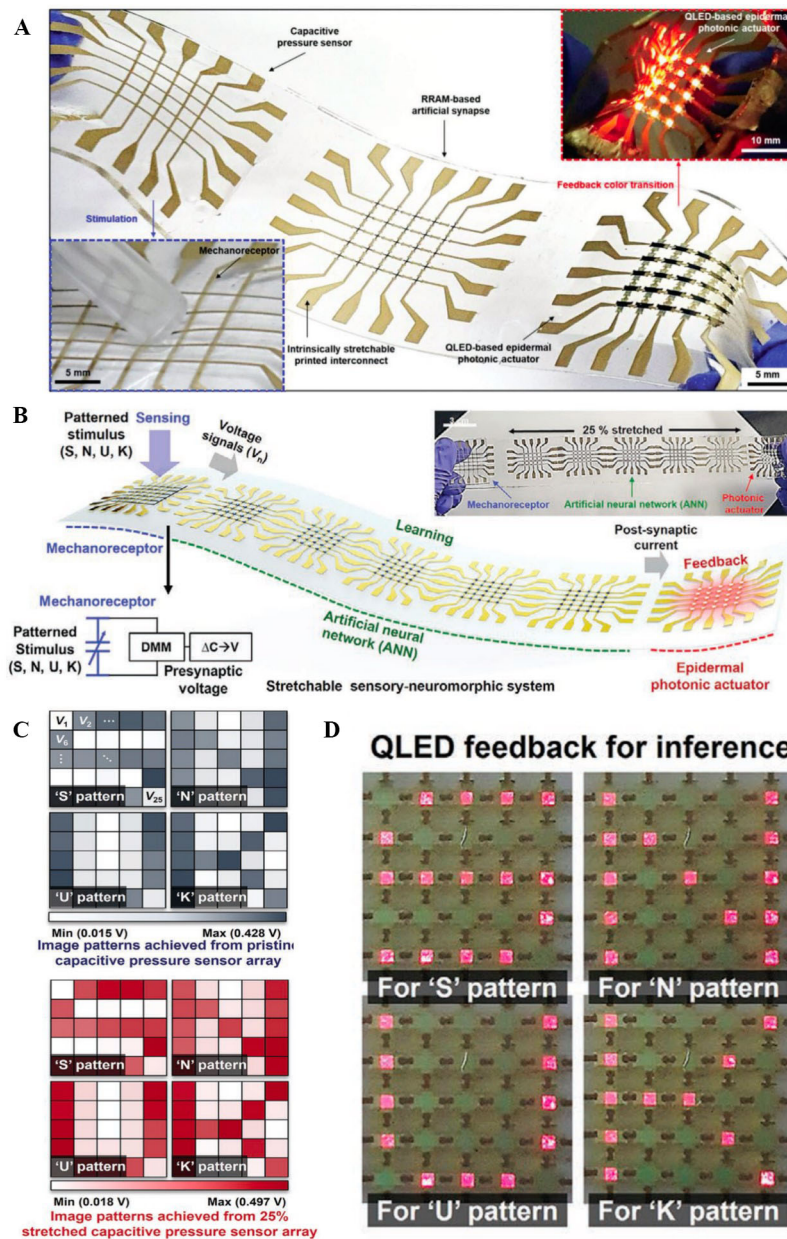 A
Capacitive
pressure sensor
QLED-based epidermal
photonic actuator
RRAM-based
artificial synapse
10 mm
Feedback color transition
Stimulation
Mechanoreceptor
5 mm
Intrinsically stretchable
printed interconnect
QLED-based epidermal
photonic actuator
5 mm
B
Patterned
stimulus
(S, N, U, K)
Sensing
Voltage
signals (Vn)
25 % stretched
Mechanoreceptor
Artificial neural network (ANN)
Photonic
actuator
Learning
Post-synaptic
current
Feedback
Mechanoreceptor
Mechanoreceptor
Patterned
Stimulus
(S, N, U, K)
DMM
ΔC→V
Presynaptic
voltage
Artificial neural
network (ANN)
Stretchable sensory-neuromorphic system
Epidermal
photonic actuator
C
V1 V2 ⋯
V6
⋮ ⋱
V25
'S' pattern
'N' pattern
'U' pattern
'K' pattern
Min (0.015 V)
Max (0.428 V)
Image patterns achieved from pristine
capacitive pressure sensor array
'S' pattern
'N' pattern
'U' pattern
'K' pattern
Min (0.018 V)
Max (0.497 V)
Image patterns achieved from 25%
stretched capacitive pressure sensor array
D
QLED feedback for inference
For 'S' pattern
For 'N' pattern
For 'U' pattern
For 'K' pattern